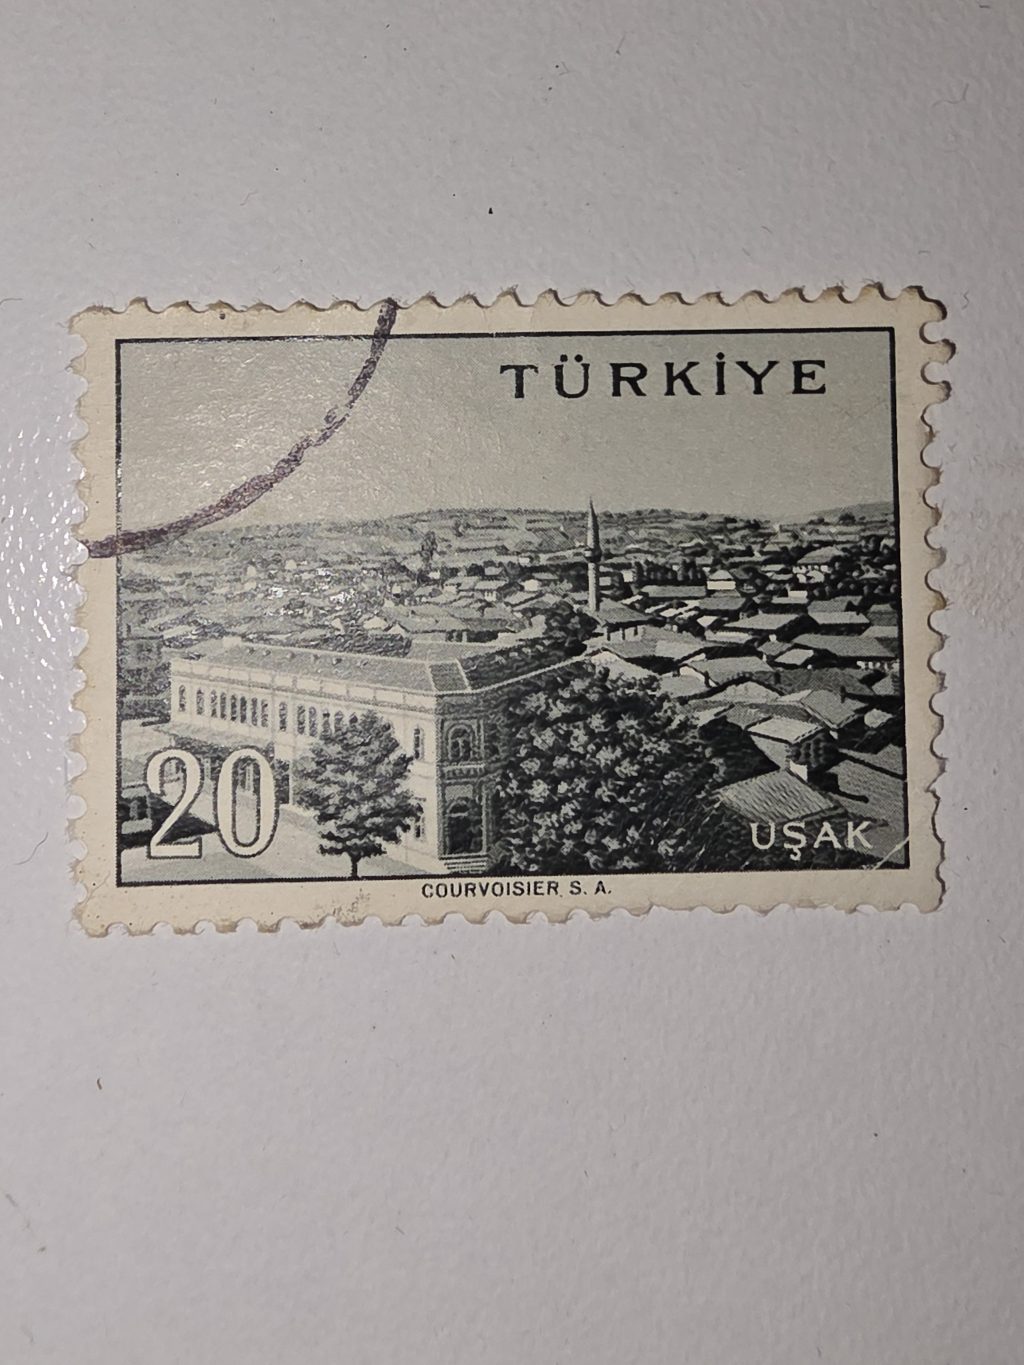 TÜRKİYE
20
UŞAK
COURVOISIER S. A.